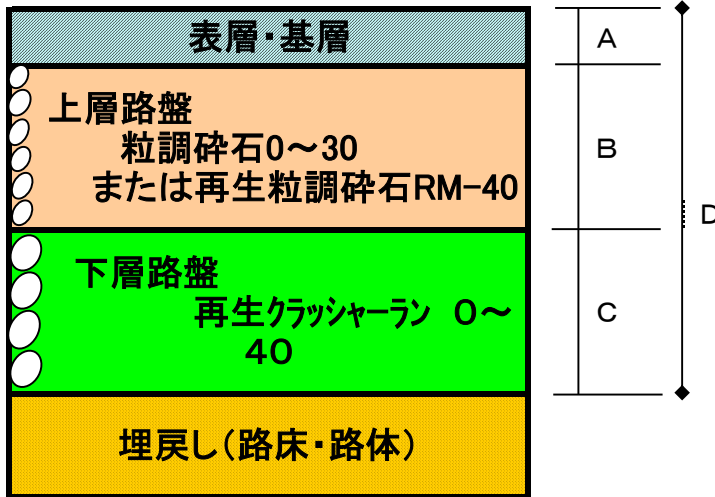 表層・基層
A
上層路盤
粒調砕石0～30
または再生粒調砕石RM-40
B
D
下層路盤
再生クラッシャーラン　０～
４０
C
埋戻し（路床・路体）